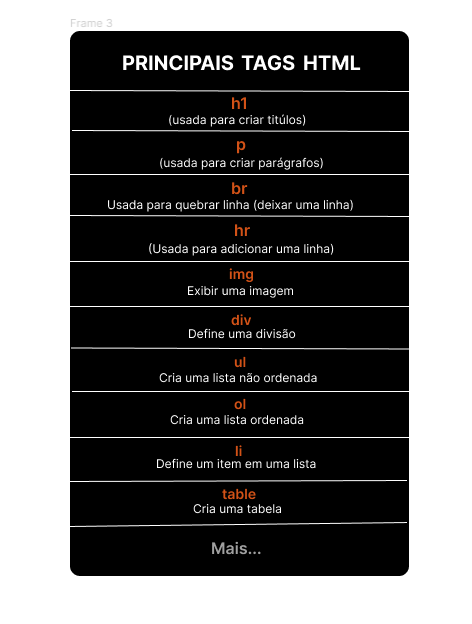 Frame 3
PRINCIPAIS TAGS HTML
h1
(usada para criar titúlos)
p
(usada para criar parágrafos)
br
Usada para quebrar linha (deixar uma linha)
hr
(Usada para adicionar uma linha)
img
Exibir uma imagem
div
Define uma divisão
ul
Cria uma lista não ordenada
ol
Cria uma lista ordenada
li
Define um item em uma lista
table
Cria uma tabela
Mais...